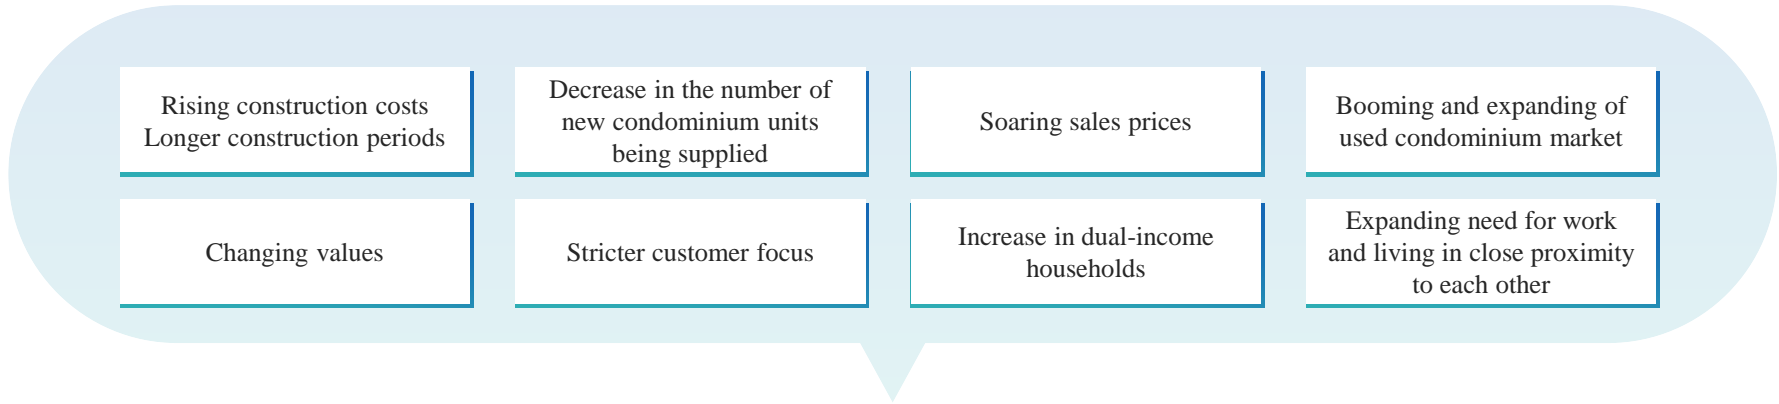 Rising construction costs
Longer construction periods
Decrease in the number of
new condominium units
being supplied
Soaring sales prices
Booming and expanding of
used condominium market
Changing values
Stricter customer focus
Increase in dual-income
households
Expanding need for work
and living in close proximity
to each other